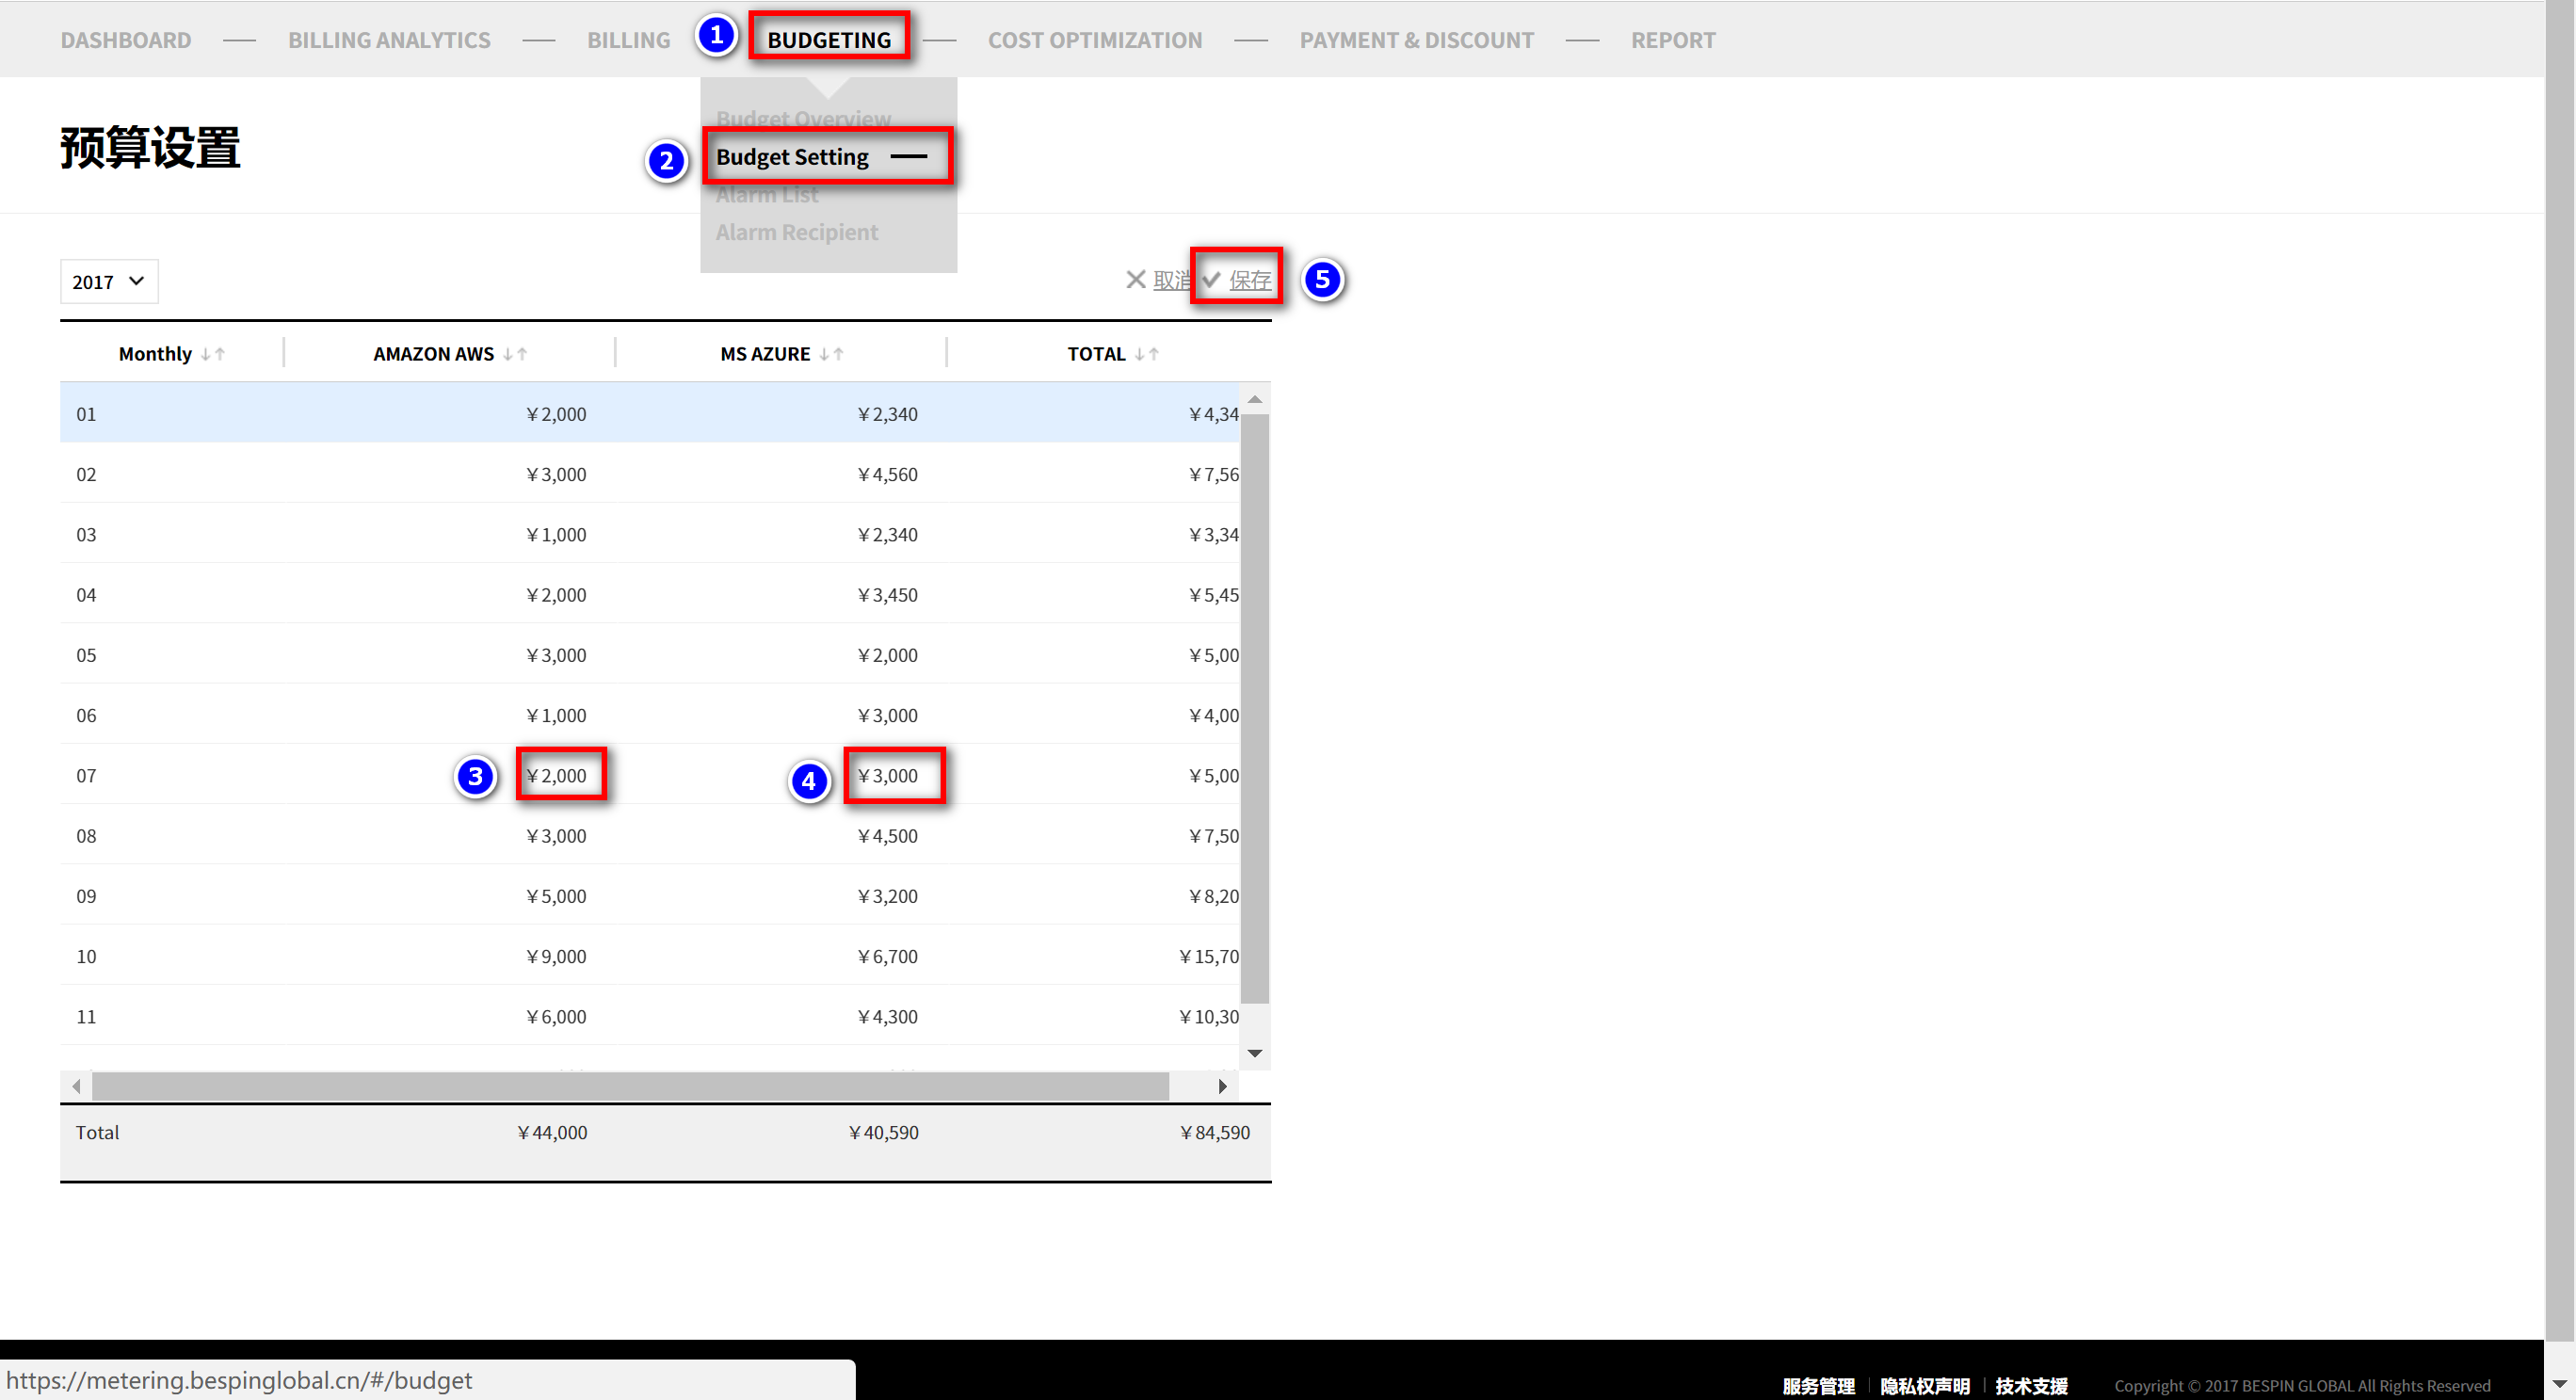 DASHBOARD BILLING ANALYTICS BILLING 1 BUDGETING COST OPTIMIZATION PAYMENT & DISCOUNT REPORT
Budget Overview
预算设置
2 Budget Setting
Alarm List
Alarm Recipient
2017 取消 保存 5
Monthly AMAZON AWS MS AZURE TOTAL
01 ¥2,000 ¥2,340 ¥4,34
02 ¥3,000 ¥4,560 ¥7,56
03 ¥1,000 ¥2,340 ¥3,34
04 ¥2,000 ¥3,450 ¥5,45
05 ¥3,000 ¥2,000 ¥5,00
06 ¥1,000 ¥3,000 ¥4,00
07 3 ¥2,000 4 ¥3,000 ¥5,00
08 ¥3,000 ¥4,500 ¥7,50
09 ¥5,000 ¥3,200 ¥8,20
10 ¥9,000 ¥6,700 ¥15,70
11 ¥6,000 ¥4,300 ¥10,30
Total ¥44,000 ¥40,590 ¥84,590
https://metering.bespinglobal.cn/#/budget
服务管理 隐私权声明 技术支援 Copyright © 2017 BESPIN GLOBAL All Rights Reserved